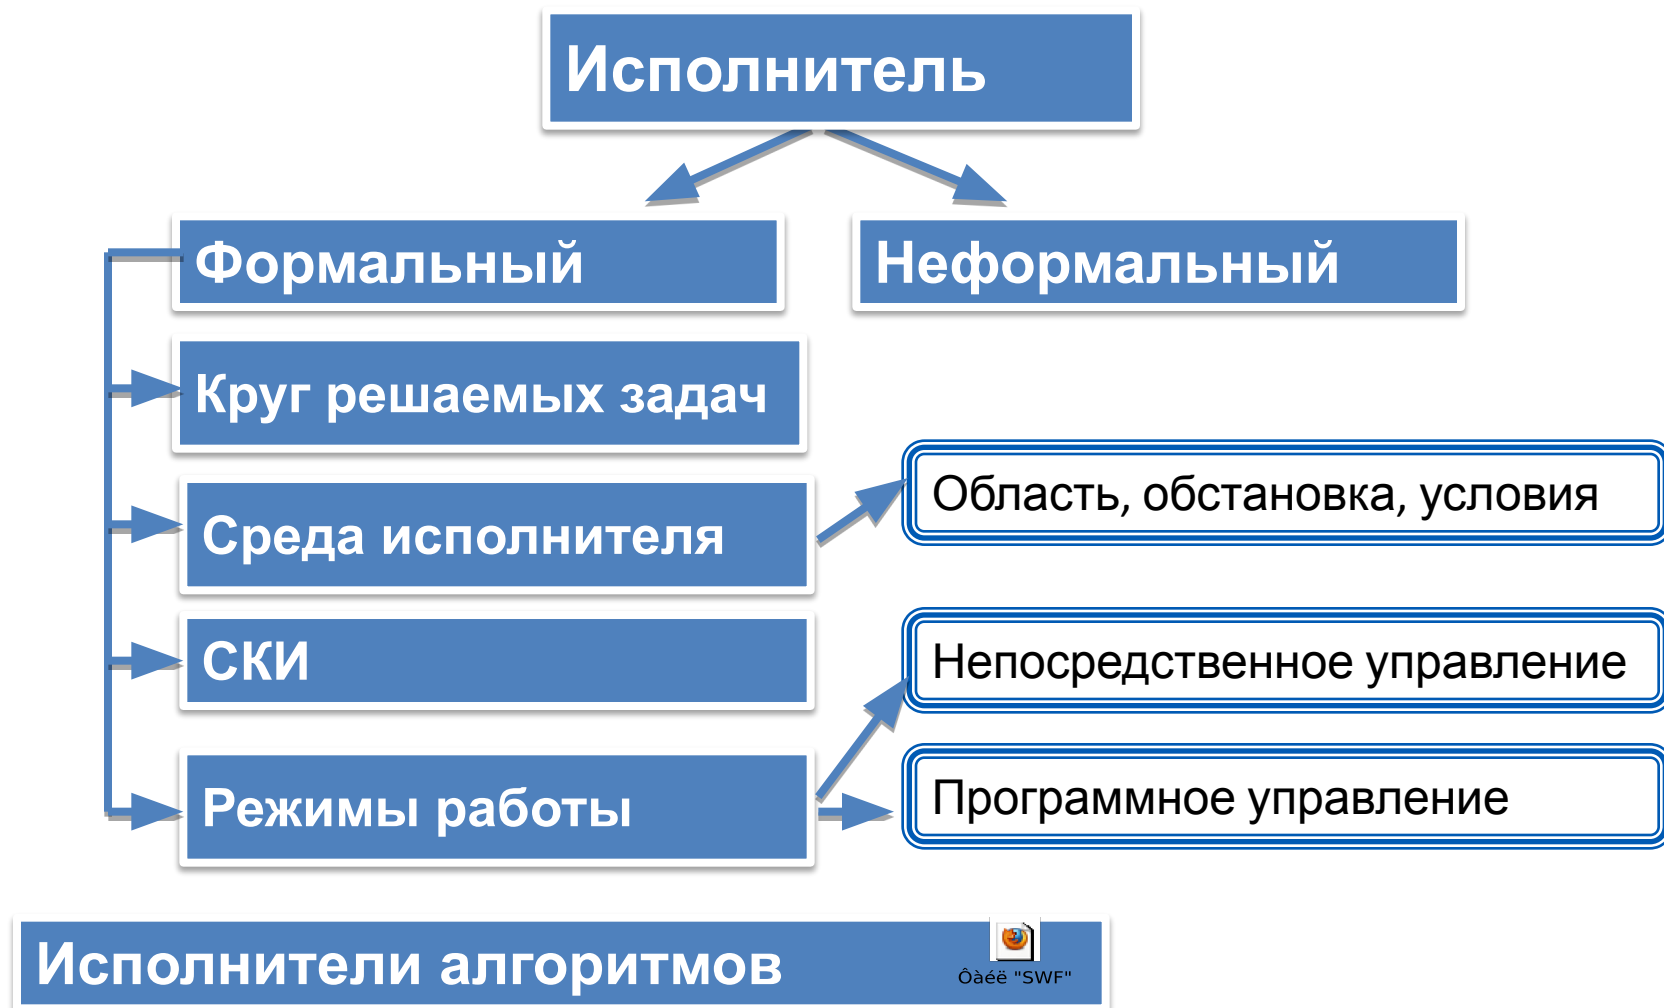 Исполнитель
Формальный
Неформальный
Круг решаемых задач
Среда исполнителя
Область, обстановка, условия
СКИ
Непосредственное управление
Режимы работы
Программное управление
Исполнители алгоритмов
Ôàéë "SWF"